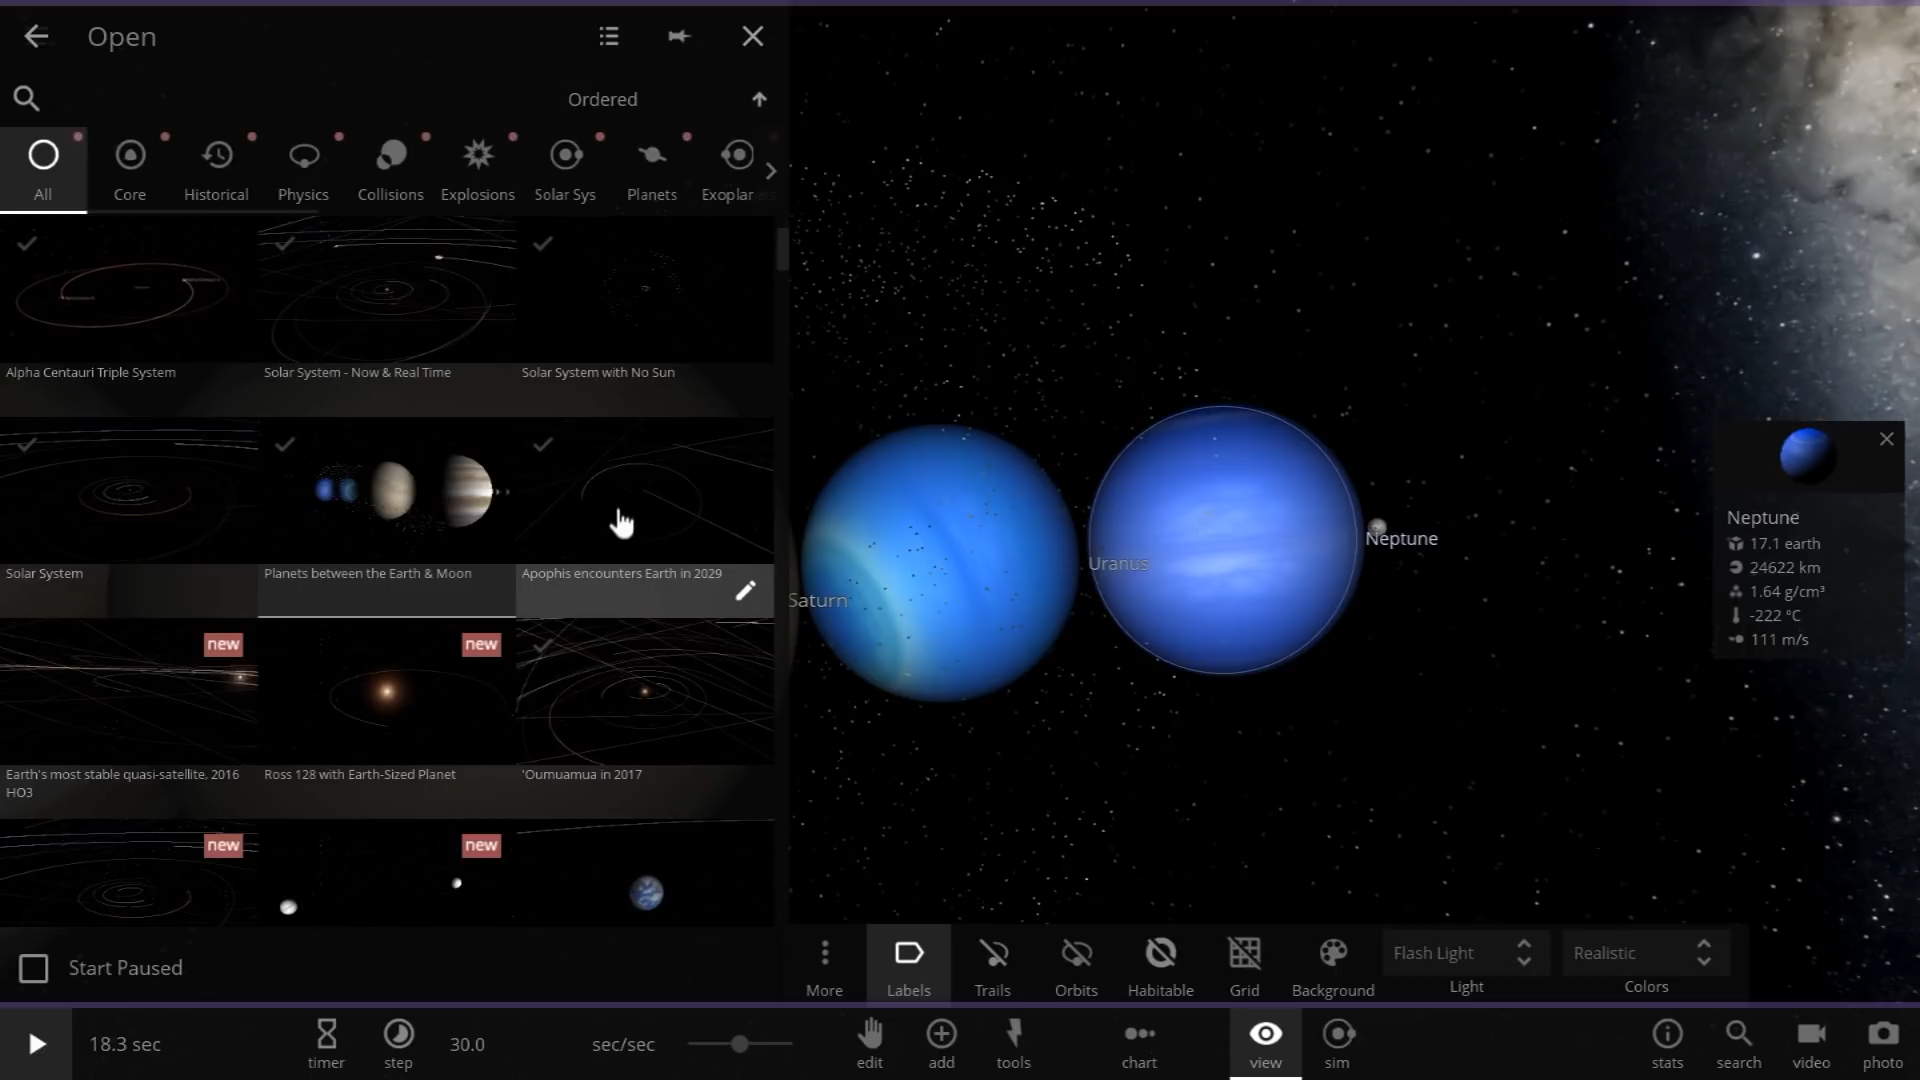 Open
Ordered
All
Core
Historical
Physics
Collisions
Explosions
Solar Sys
Planets
Exoplan
Alpha Centauri Triple System
Solar System - Now & Real Time
Solar System with No Sun
Solar System
Planets between the Earth & Moon
Apophis encounters Earth in 2029
new
new
Earth's most stable quasi-satellite, 2016
HO3
Ross 128 with Earth-Sized Planet
'Oumuamua in 2017
new
new
Start Paused
Saturn
Uranus
Neptune
Neptune
17.1 earth
24622 km
1.64 g/cm³
-222 °C
111 m/s
More
Labels
Trails
Orbits
Habitable
Grid
Background
Flash Light
Light
Realistic
Colors
18.3 sec
timer
step
30.0
sec/sec
edit
add
tools
chart
view
sim
stats
search
video
photo